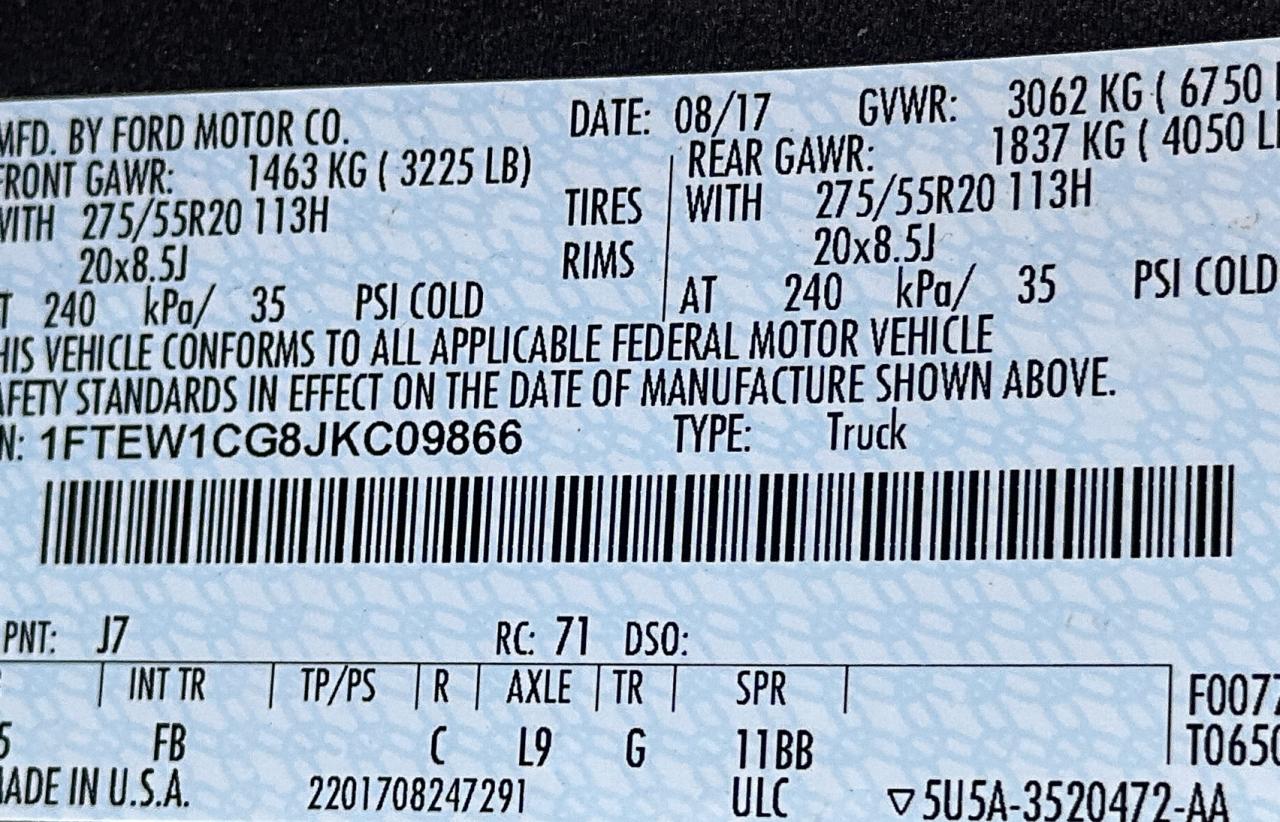 MFD. BY FORD MOTOR CO. DATE: 08/17 GVWR: 3062 KG ( 6750
FRONT GAWR: 1463 KG ( 3225 LB) REAR GAWR: 1837 KG ( 4050 LB
WITH 275/55R20 113H TIRES WITH 275/55R20 113H
20x8.5J RIMS 20x8.5J
T 240 kPa/ 35 PSI COLD AT 240 kPa/ 35 PSI COLD
HIS VEHICLE CONFORMS TO ALL APPLICABLE FEDERAL MOTOR VEHICLE
AFETY STANDARDS IN EFFECT ON THE DATE OF MANUFACTURE SHOWN ABOVE.
N: 1FTEW1CG8JKC09866 TYPE: Truck
PNT: J7 RC: 71 DSO:
INT TR TP/PS R AXLE TR SPR F0077
5 FB C L9 G 11BB T0650
MADE IN U.S.A. 2201708247291 ULC ▽5U5A-3520472-AA